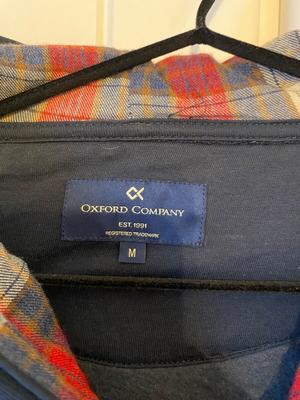 OXFORD COMPANY
EST. 1991
REGISTERED TRADEMARK
M